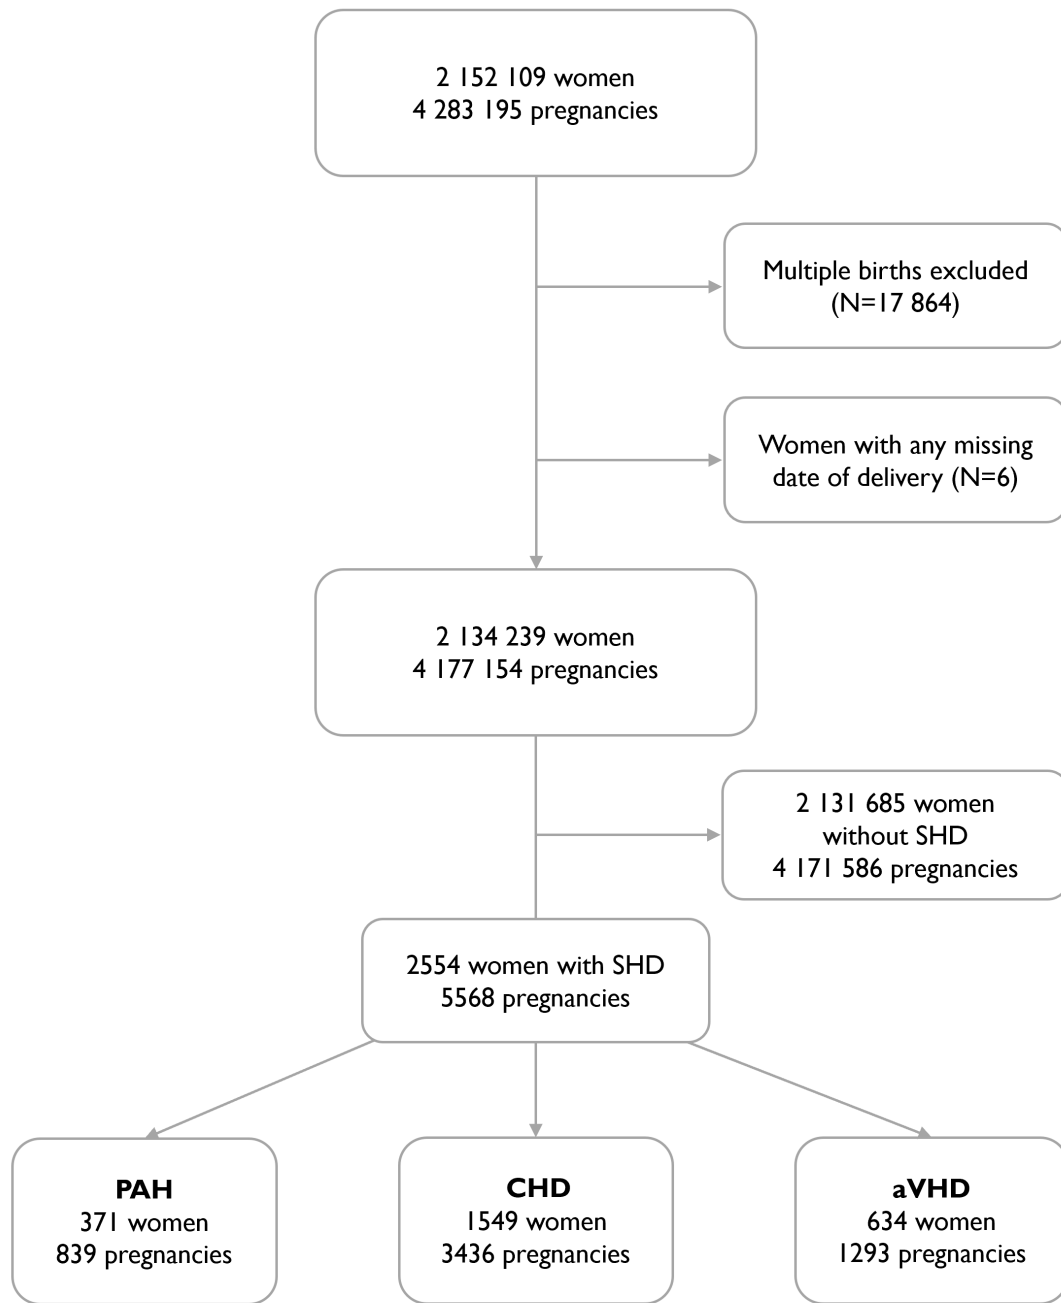 2 152 109 women
4 283 195 pregnancies
Multiple births excluded
(N=17 864)
Women with any missing
date of delivery (N=6)
2 134 239 women
4 177 154 pregnancies
2 131 685 women
without SHD
4 171 586 pregnancies
2554 women with SHD
5568 pregnancies
PAH
371 women
839 pregnancies
CHD
1549 women
3436 pregnancies
aVHD
634 women
1293 pregnancies